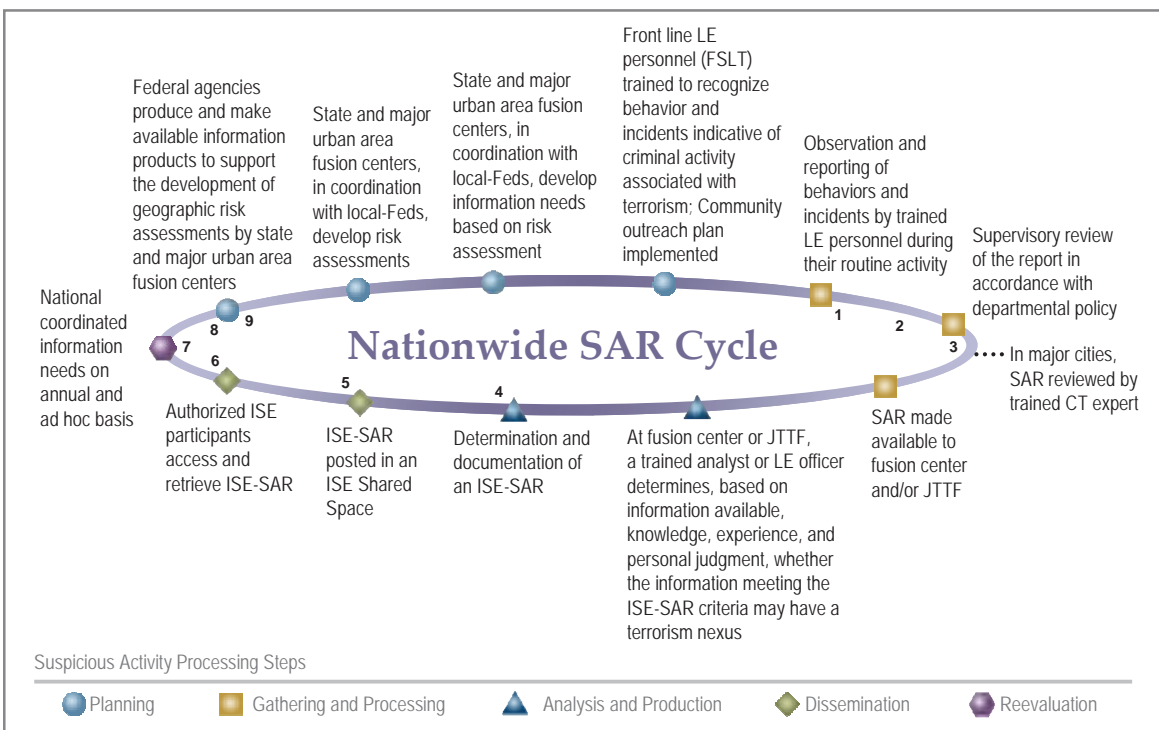 Federal agencies
produce and make
available information
products to support
the development of
geographic risk
assessments by state
and major urban area
fusion centers
State and major
urban area
fusion centers,
in coordination
with local-Feds,
develop risk
assessments
State and major
urban area fusion
centers, in
coordination with
local-Feds, develop
information needs
based on risk
assessment
Front line LE
personnel (FSLT)
trained to recognize
behavior and
incidents indicative of
criminal activity
associated with
terrorism; Community
outreach plan
implemented
Observation and
reporting of
behaviors and
incidents by trained
LE personnel during
their routine activity
Supervisory review
of the report in
accordance with
departmental policy
In major cities,
SAR reviewed by
trained CT expert
National
coordinated
information
needs on
annual and
ad hoc basis
8
9
7
6
5
4
1
2
3
Nationwide SAR Cycle
Authorized ISE
participants
access and
retrieve ISE-SAR
ISE-SAR
posted in an
ISE Shared
Space
Determination and
documentation of
an ISE-SAR
At fusion center or JTTF,
a trained analyst or LE officer
determines, based on
information available,
knowledge, experience, and
personal judgment, whether
the information meeting the
ISE-SAR criteria may have a
terrorism nexus
SAR made
available to
fusion center
and/or JTTF
Suspicious Activity Processing Steps
Planning
Gathering and Processing
Analysis and Production
Dissemination
Reevaluation